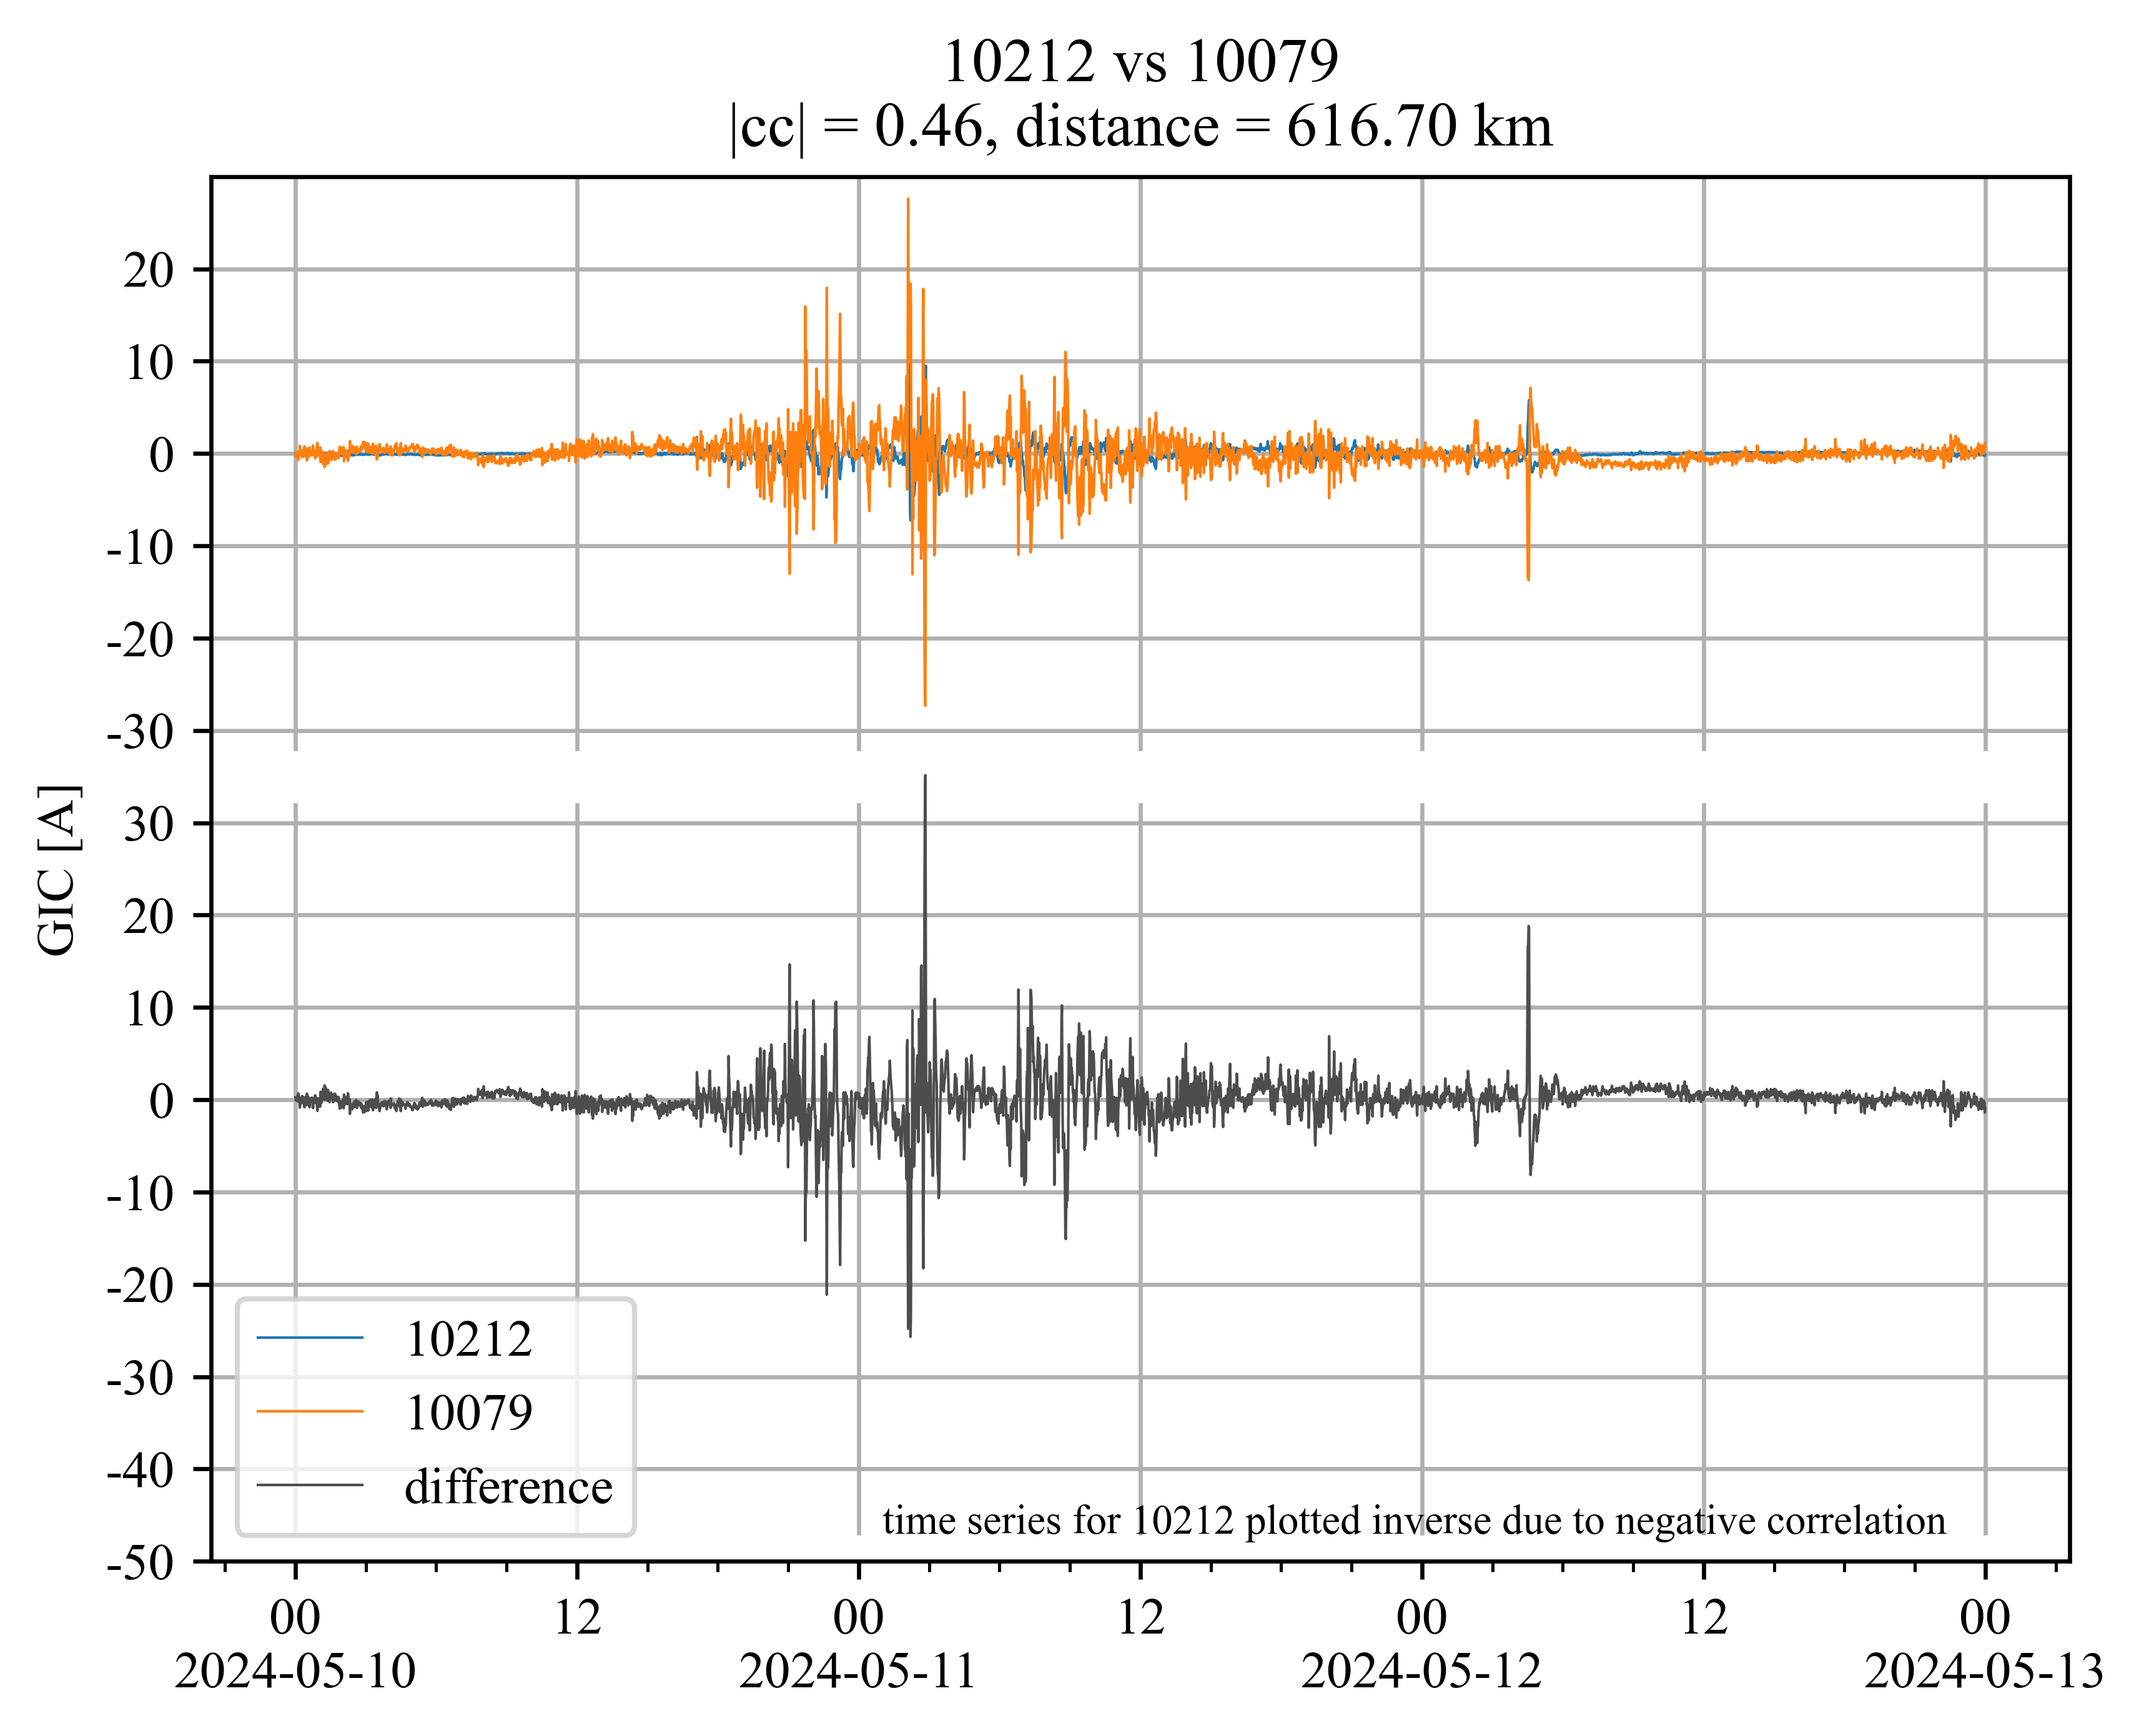 10212 vs 10079
|cc| = 0.46, distance = 616.70 km
20
10
0
-10
-20
-30
30
20
10
0
-10
-20
-30
-40
-50
GIC [A]
10212
10079
difference
time series for 10212 plotted inverse due to negative correlation
00 12 00 12 00 12 00
2024-05-10 2024-05-11 2024-05-12 2024-05-13